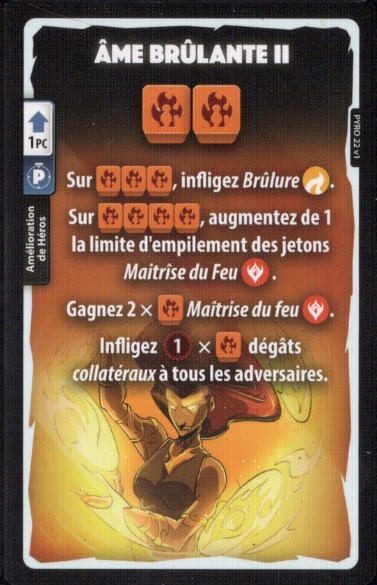 ÂME BRÛLANTE II
1PC
P
PYRO 22 v1
Amélioration
de Héros
Sur , infligez Brûlure .
Sur , augmentez de 1
la limite d'empilement des jetons
Maitrise du Feu .
Gagnez 2 × Maîtrise du feu .
Infligez 1 × dégâts
collatéraux à tous les adversaires.